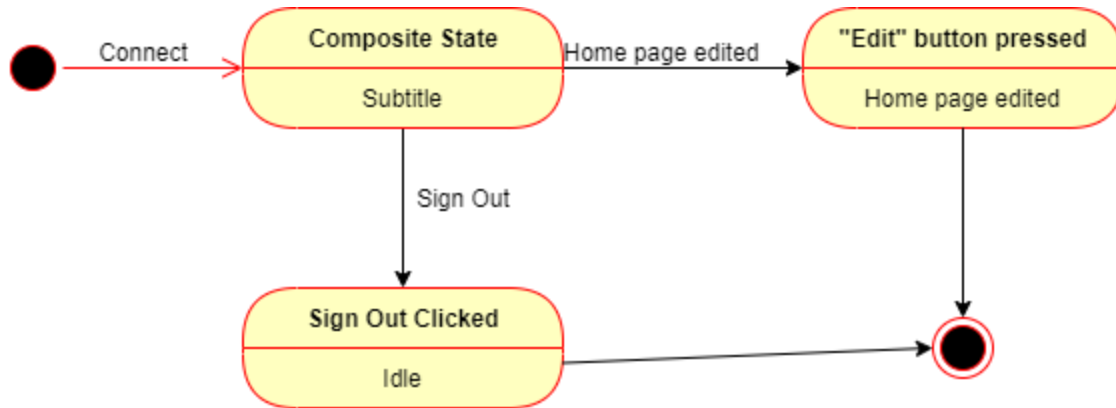 Connect
Composite State
Subtitle
Home page edited
"Edit" button pressed
Home page edited
Sign Out
Sign Out Clicked
Idle